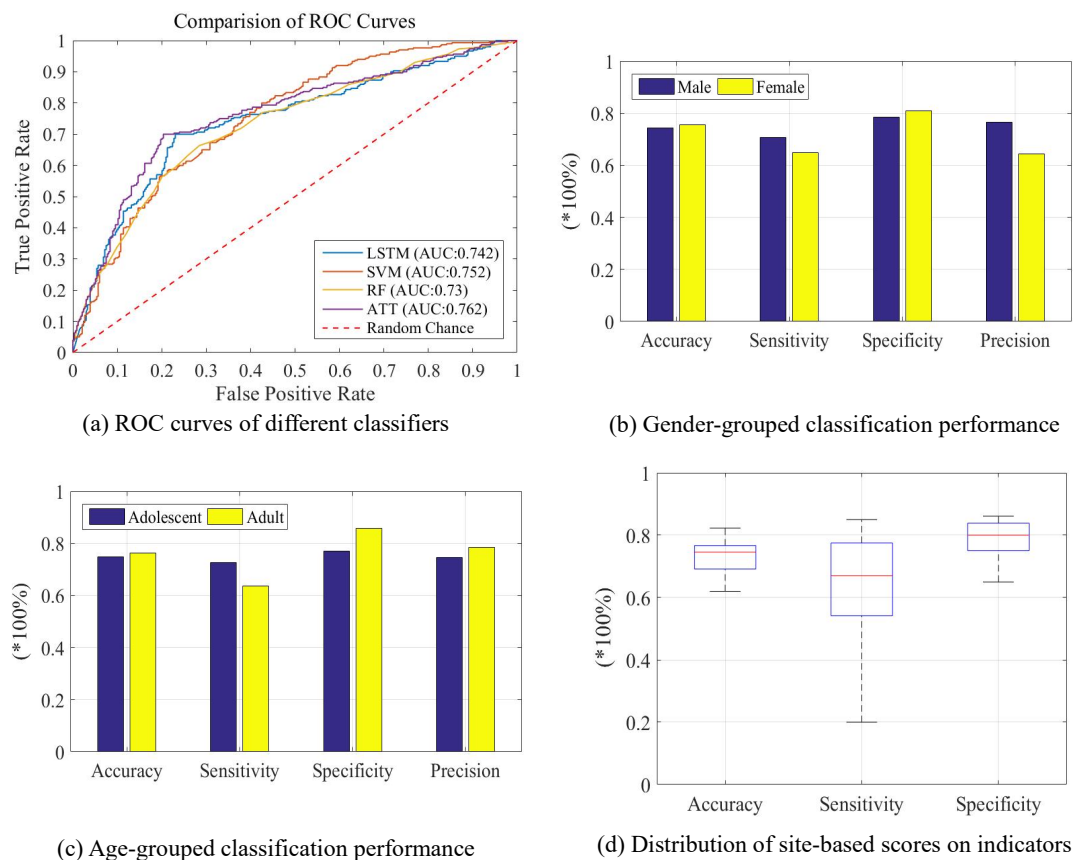 Comparision of ROC Curves
1
0.9
0.8
0.7
0.6
0.5
0.4
0.3
0.2
0.1
0
True Positive Rate
LSTM (AUC:0.742)
SVM (AUC:0.752)
RF (AUC:0.73)
ATT (AUC:0.762)
Random Chance
0 0.1 0.2 0.3 0.4 0.5 0.6 0.7 0.8 0.9 1
False Positive Rate
(a) ROC curves of different classifiers
1
0.8
0.6
0.4
0.2
0
(*100%)
Male Female
Accuracy Sensitivity Specificity Precision
(b) Gender-grouped classification performance
1
0.8
0.6
0.4
0.2
0
(*100%)
Adolescent Adult
Accuracy Sensitivity Specificity Precision
(c) Age-grouped classification performance
1
0.8
0.6
0.4
0.2
0
(*100%)
Accuracy Sensitivity Specificity
(d) Distribution of site-based scores on indicators